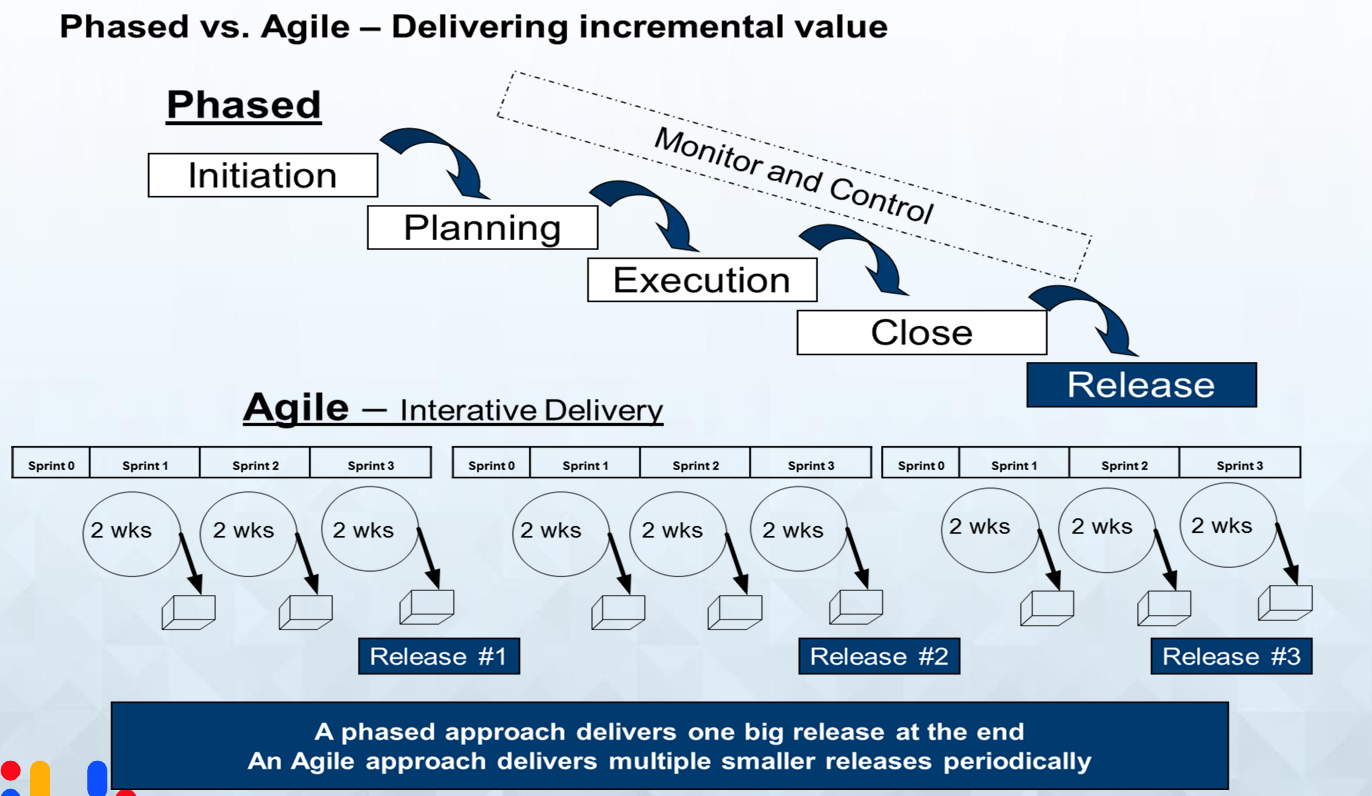 Phased vs. Agile – Delivering incremental value
Phased
Initiation
Planning
Execution
Close
Release
Monitor and Control
Agile – Interative Delivery
Sprint 0 Sprint 1 Sprint 2 Sprint 3 Sprint 0 Sprint 1 Sprint 2 Sprint 3 Sprint 0 Sprint 1 Sprint 2 Sprint 3
2 wks 2 wks 2 wks 2 wks 2 wks 2 wks 2 wks 2 wks 2 wks
Release #1 Release #2 Release #3
A phased approach delivers one big release at the end
An Agile approach delivers multiple smaller releases periodically